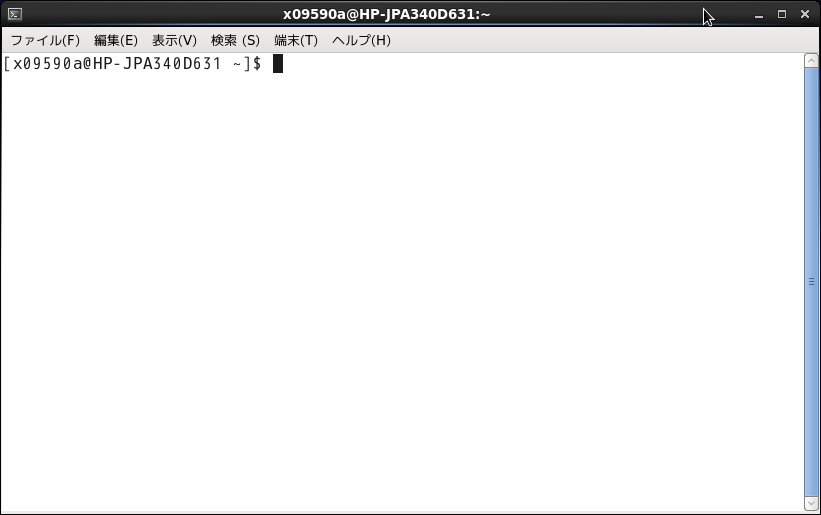 x09590a@HP-JPA340D631:~
ファイル(F) 編集(E) 表示(V) 検索 (S) 端末(T) ヘルプ(H)
[x09590a@HP-JPA340D631 ~]$